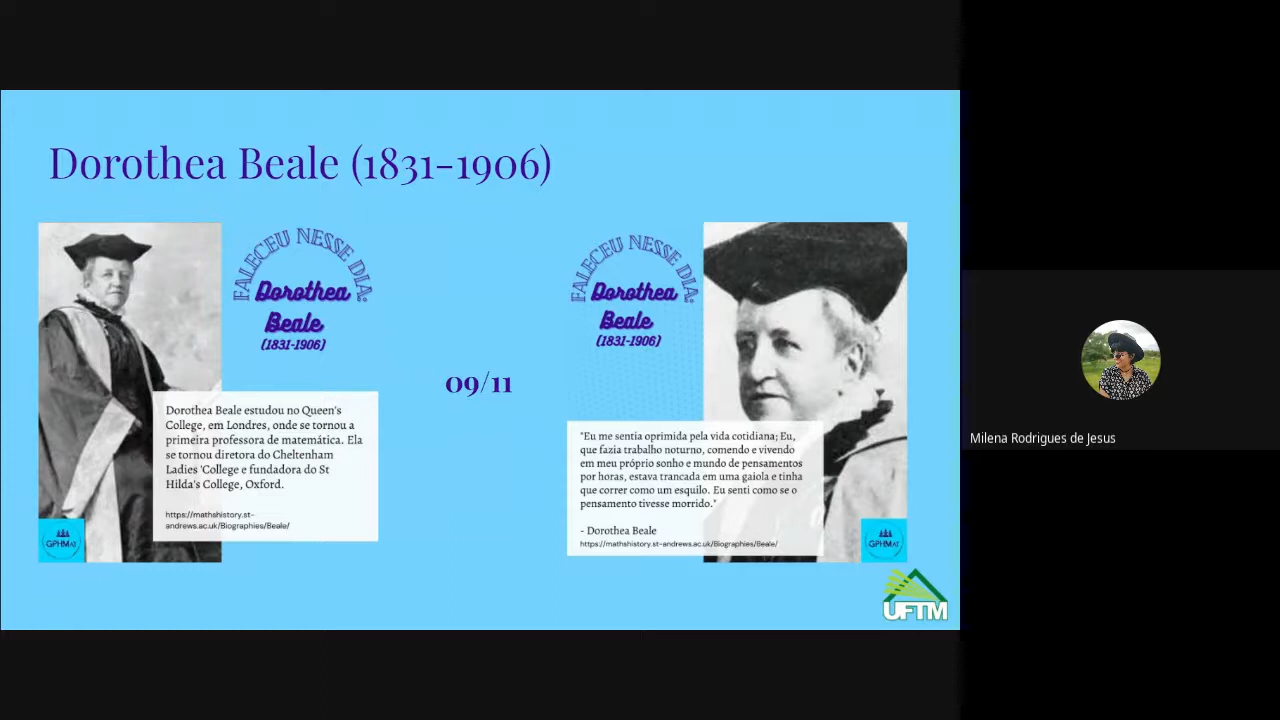 Dorothea Beale (1831-1906)
FALECEU NESSE DIA:
Dorothea
Beale
(1831-1906)
Dorothea Beale estudou no Queen's
College, em Londres, onde se tornou a
primeira professora de matemática. Ela
se tornou diretora do Cheltenham
Ladies 'College e fundadora do St
Hilda's College, Oxford.
https://mathshistory.st-
andrews.ac.uk/Biographies/Beale/
GPHMAT
09/11
FALECEU NESSE DIA:
Dorothea
Beale
(1831-1906)
"Eu me sentia oprimida pela vida cotidiana; Eu,
que fazia trabalho noturno, comendo e vivendo
em meu próprio sonho e mundo de pensamentos
por horas, estava trancada em uma gaiola e tinha
que correr como um esquilo. Eu senti como se o
pensamento tivesse morrido."
- Dorothea Beale
https://mathshistory.st-andrews.ac.uk/Biographies/Beale/
GPHMAT
UFTM
Milena Rodrigues de Jesus